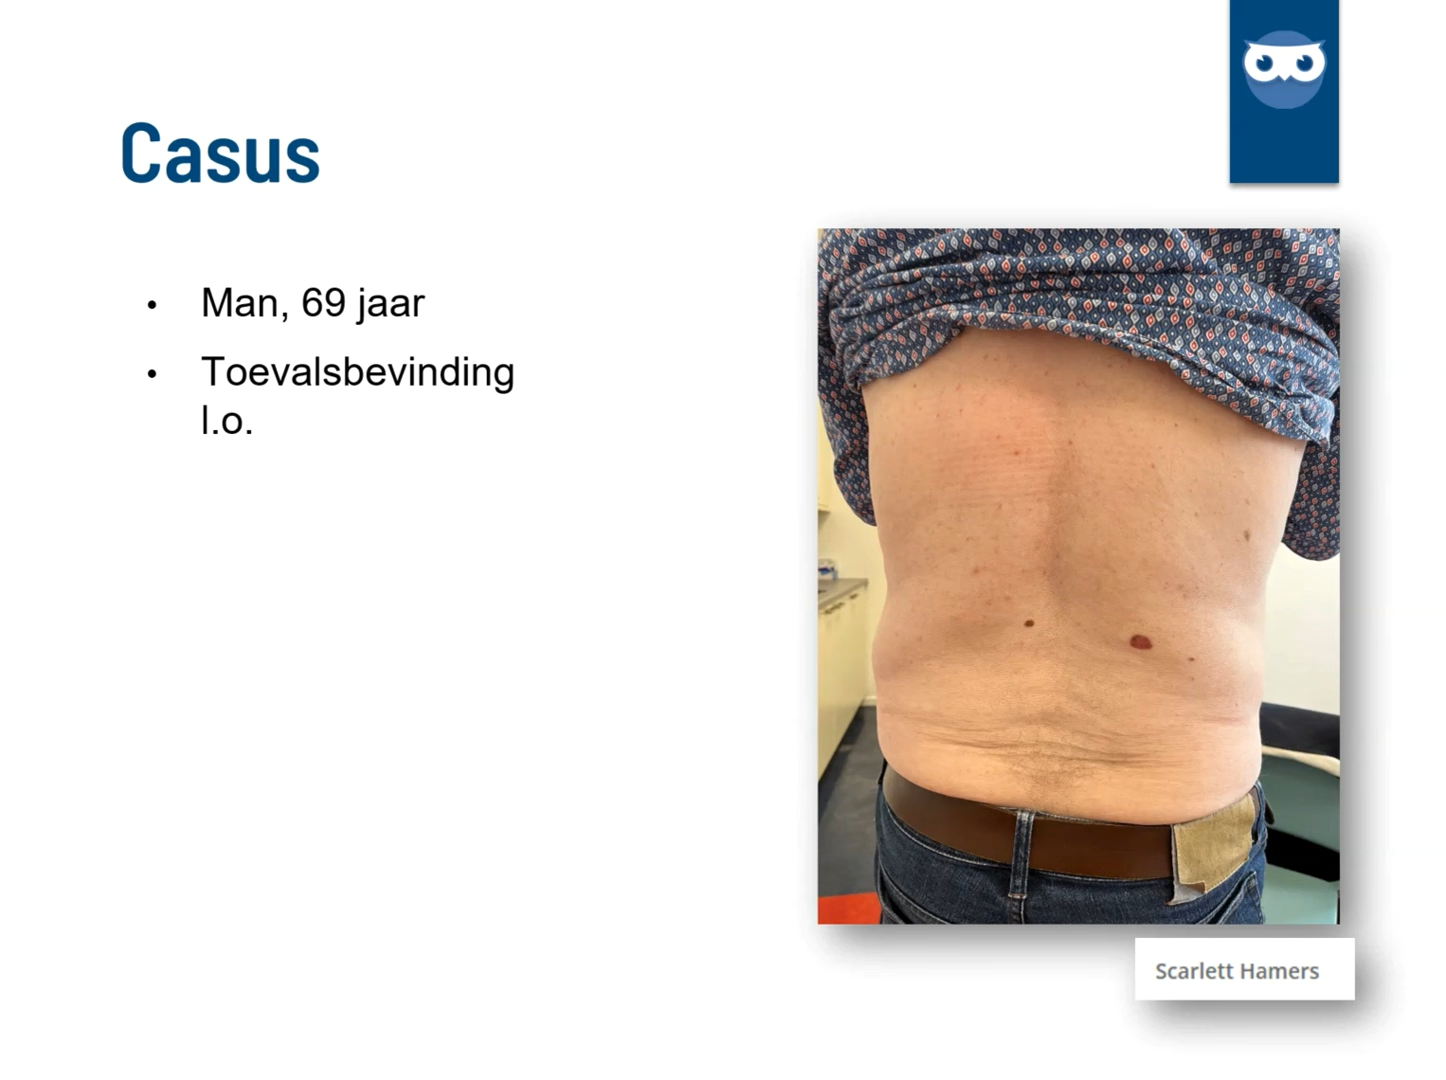 Casus
• Man, 69 jaar
• Toevalsbevinding
l.o.
Scarlett Hamers